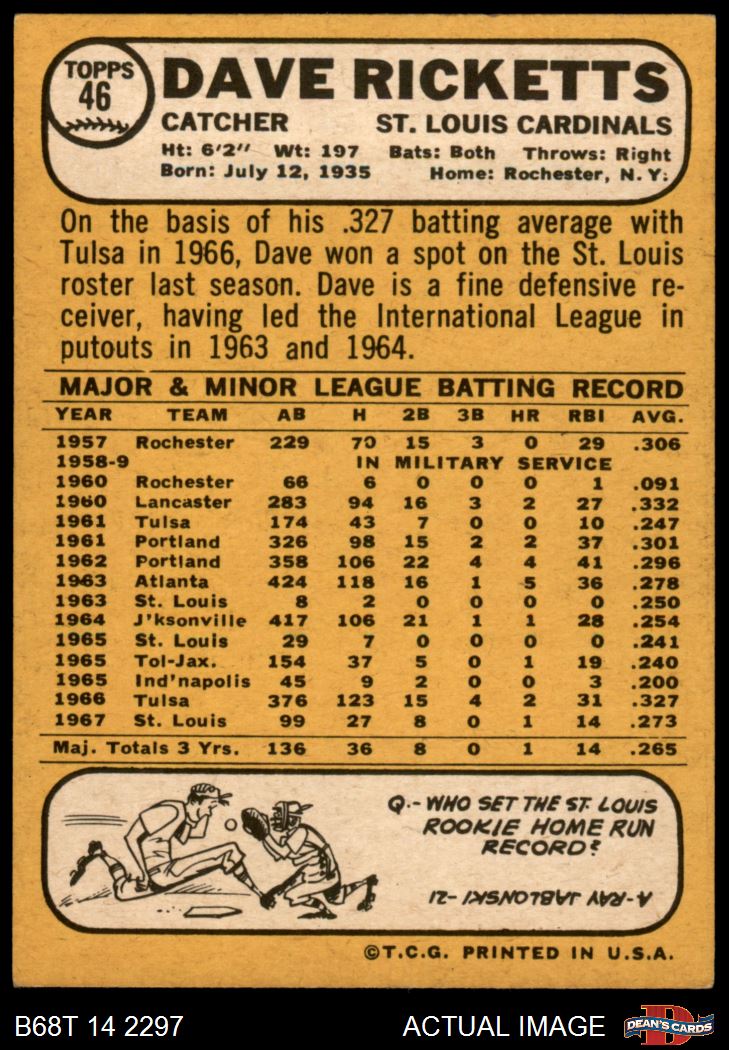 TOPPS
46
DAVE RICKETTS
CATCHER ST. LOUIS CARDINALS
Ht: 6'2" Wt: 197 Bats: Both Throws: Right
Born: July 12, 1935 Home: Rochester, N.Y.
On the basis of his .327 batting average with
Tulsa in 1966, Dave won a spot on the St. Louis
roster last season. Dave is a fine defensive re-
ceiver, having led the International League in
putouts in 1963 and 1964.
MAJOR & MINOR LEAGUE BATTING RECORD
YEAR TEAM AB H 2B 3B HR RBI AVG.
1957 Rochester 229 70 15 3 0 29 .306
1958-9 IN MILITARY SERVICE
1960 Rochester 66 6 0 0 0 1 .091
1960 Lancaster 283 94 16 3 2 27 .332
1961 Tulsa 174 43 7 0 0 10 .247
1961 Portland 326 98 15 2 2 37 .301
1962 Portland 358 106 22 4 4 41 .296
1963 Atlanta 424 118 16 1 5 36 .278
1963 St. Louis 8 2 0 0 0 0 .250
1964 J'ksonville 417 106 21 1 1 28 .254
1965 St. Louis 29 7 0 0 0 0 .241
1965 Tol-Jax. 154 37 5 0 1 19 .240
1965 Ind'napolis 45 9 2 0 0 3 .200
1966 Tulsa 376 123 15 4 2 31 .327
1967 St. Louis 99 27 8 0 1 14 .273
Maj. Totals 3 Yrs. 136 36 8 0 1 14 .265
Q.- WHO SET THE ST. LOUIS
ROOKIE HOME RUN
RECORD?
A-RAY JABLONSKI-21
©T.C.G. PRINTED IN U.S.A.
B68T 14 2297 ACTUAL IMAGE DEAN'S CARDS